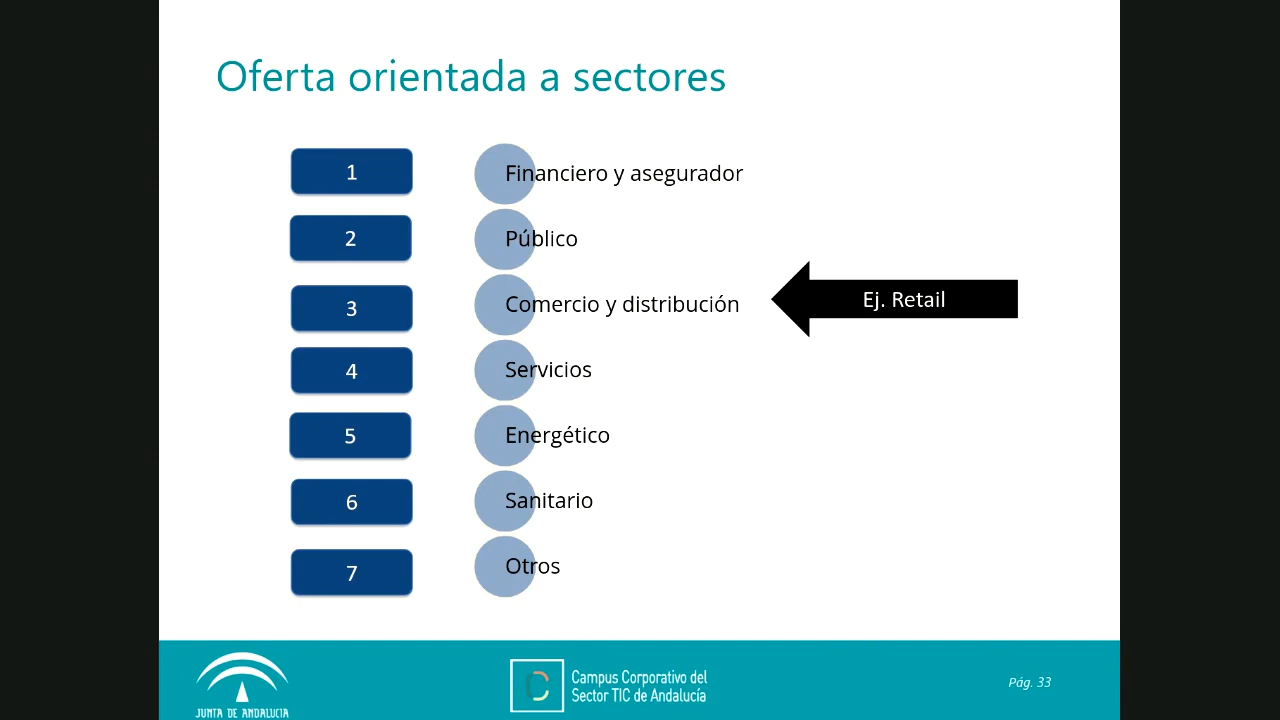 Oferta orientada a sectores
1
Financiero y asegurador
2
Público
3
Comercio y distribución
Ej. Retail
4
Servicios
5
Energético
6
Sanitario
7
Otros
JUNTA DE ANDALUCIA
C
Campus Corporativo del
Sector TIC de Andalucía
Pág. 33